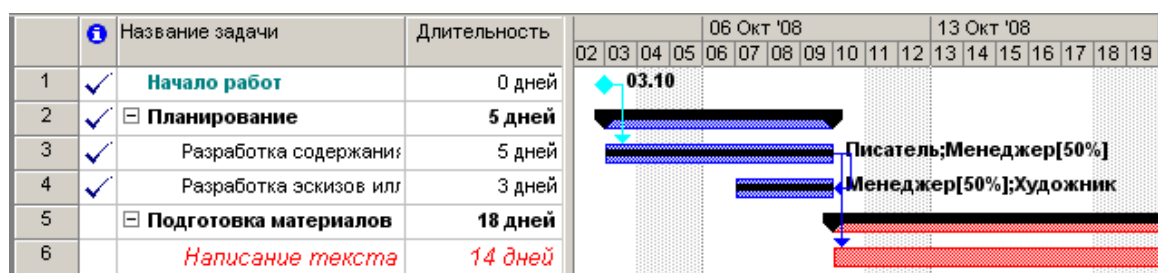 Название задачи Длительность 06 Окт '08 13 Окт '08
02 03 04 05 06 07 08 09 10 11 12 13 14 15 16 17 18 19
1 Начало работ 0 дней 03.10
2 Планирование 5 дней
3 Разработка содержания 5 дней Писатель;Менеджер[50%]
4 Разработка эскизов илл 3 дней Менеджер[50%];Художник
5 Подготовка материалов 18 дней
6 Написание текста 14 дней